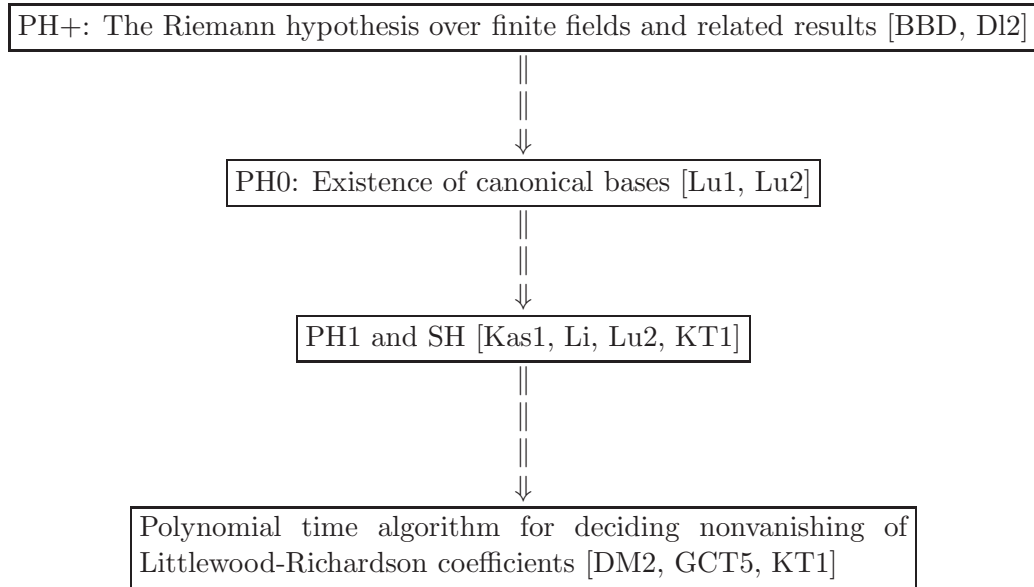 PH+: The Riemann hypothesis over finite fields and related results [BBD, Dl2]
PH0: Existence of canonical bases [Lu1, Lu2]
PH1 and SH [Kas1, Li, Lu2, KT1]
Polynomial time algorithm for deciding nonvanishing of
Littlewood-Richardson coefficients [DM2, GCT5, KT1]